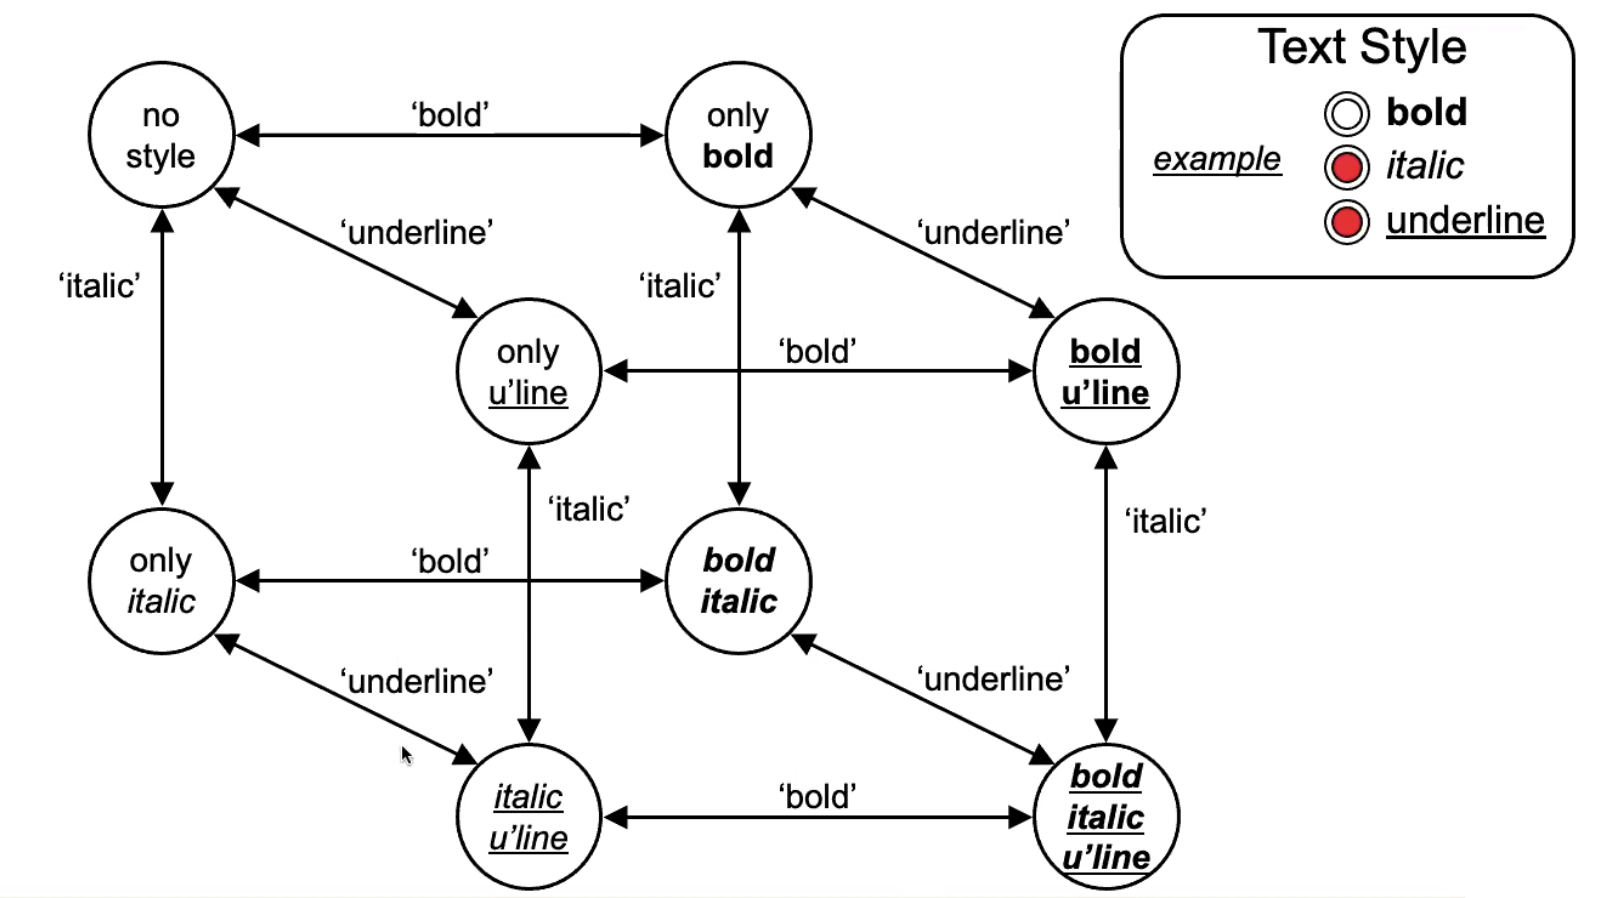 Text Style
bold
italic
underline
example
no
style
‘bold’
only
bold
‘underline’
‘underline’
‘italic’
‘italic’
only
u’line
‘bold’
bold
u’line
‘italic’
‘italic’
only
italic
‘bold’
bold
italic
‘underline’
‘underline’
italic
u’line
‘bold’
bold
italic
u’line